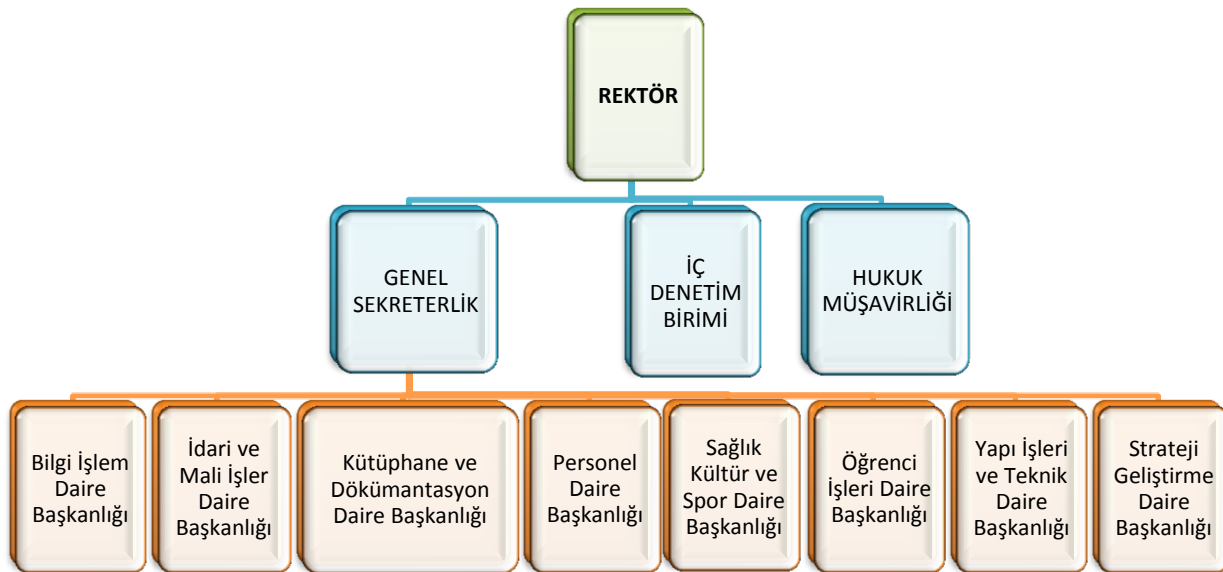 REKTÖR
GENEL
SEKRETERLİK
İÇ
DENETİM
BİRİMİ
HUKUK
MÜŞAVİRLİĞİ
Bilgi İşlem
Daire
Başkanlığı
İdari ve
Mali İşler
Daire
Başkanlığı
Kütüphane ve
Dökümantasyon
Daire Başkanlığı
Personel
Daire
Başkanlığı
Sağlık
Kültür ve
Spor Daire
Başkanlığı
Öğrenci
İşleri Daire
Başkanlığı
Yapı İşleri
ve Teknik
Daire
Başkanlığı
Strateji
Geliştirme
Daire
Başkanlığı